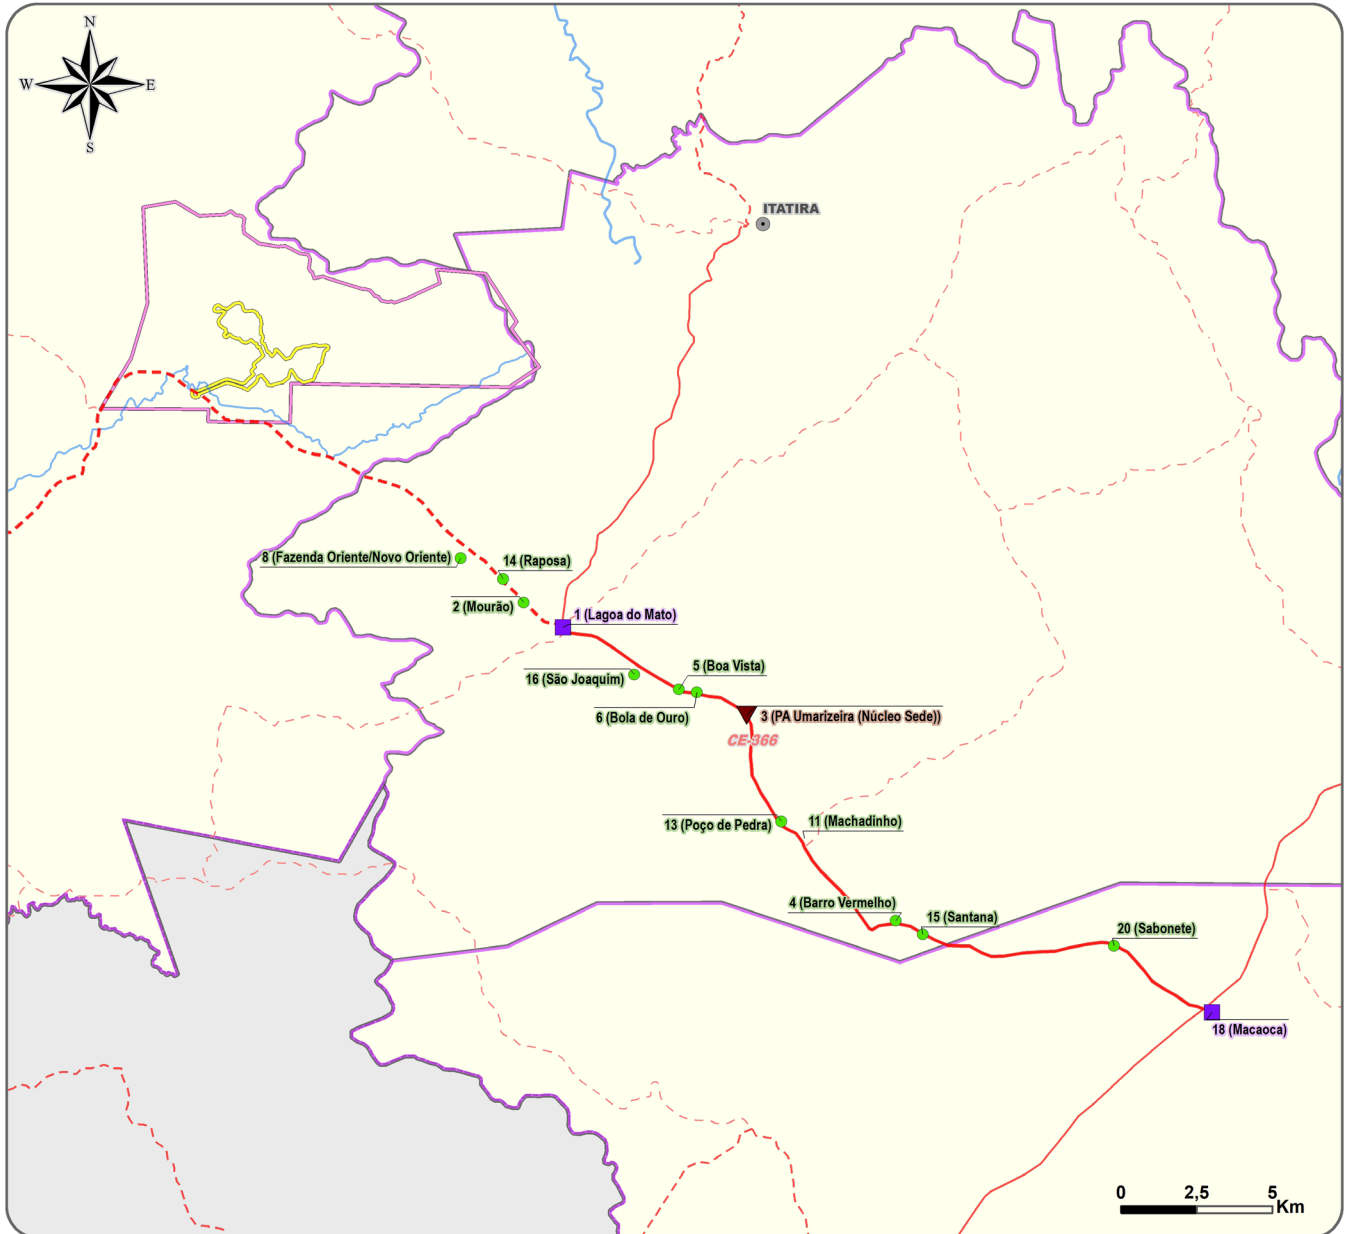 N
W
E
S
ITATIRA
8 (Fazenda Oriente/Novo Oriente)
14 (Raposa)
2 (Mourão)
1 (Lagoa do Mato)
5 (Boa Vista)
16 (São Joaquim)
6 (Bola de Ouro)
3 (PA Umarizeira (Núcleo Sede))
CE-366
13 (Poço de Pedra)
11 (Machadinho)
4 (Barro Vermelho)
15 (Santana)
20 (Sabonete)
18 (Macaoca)
0 2,5 5
Km